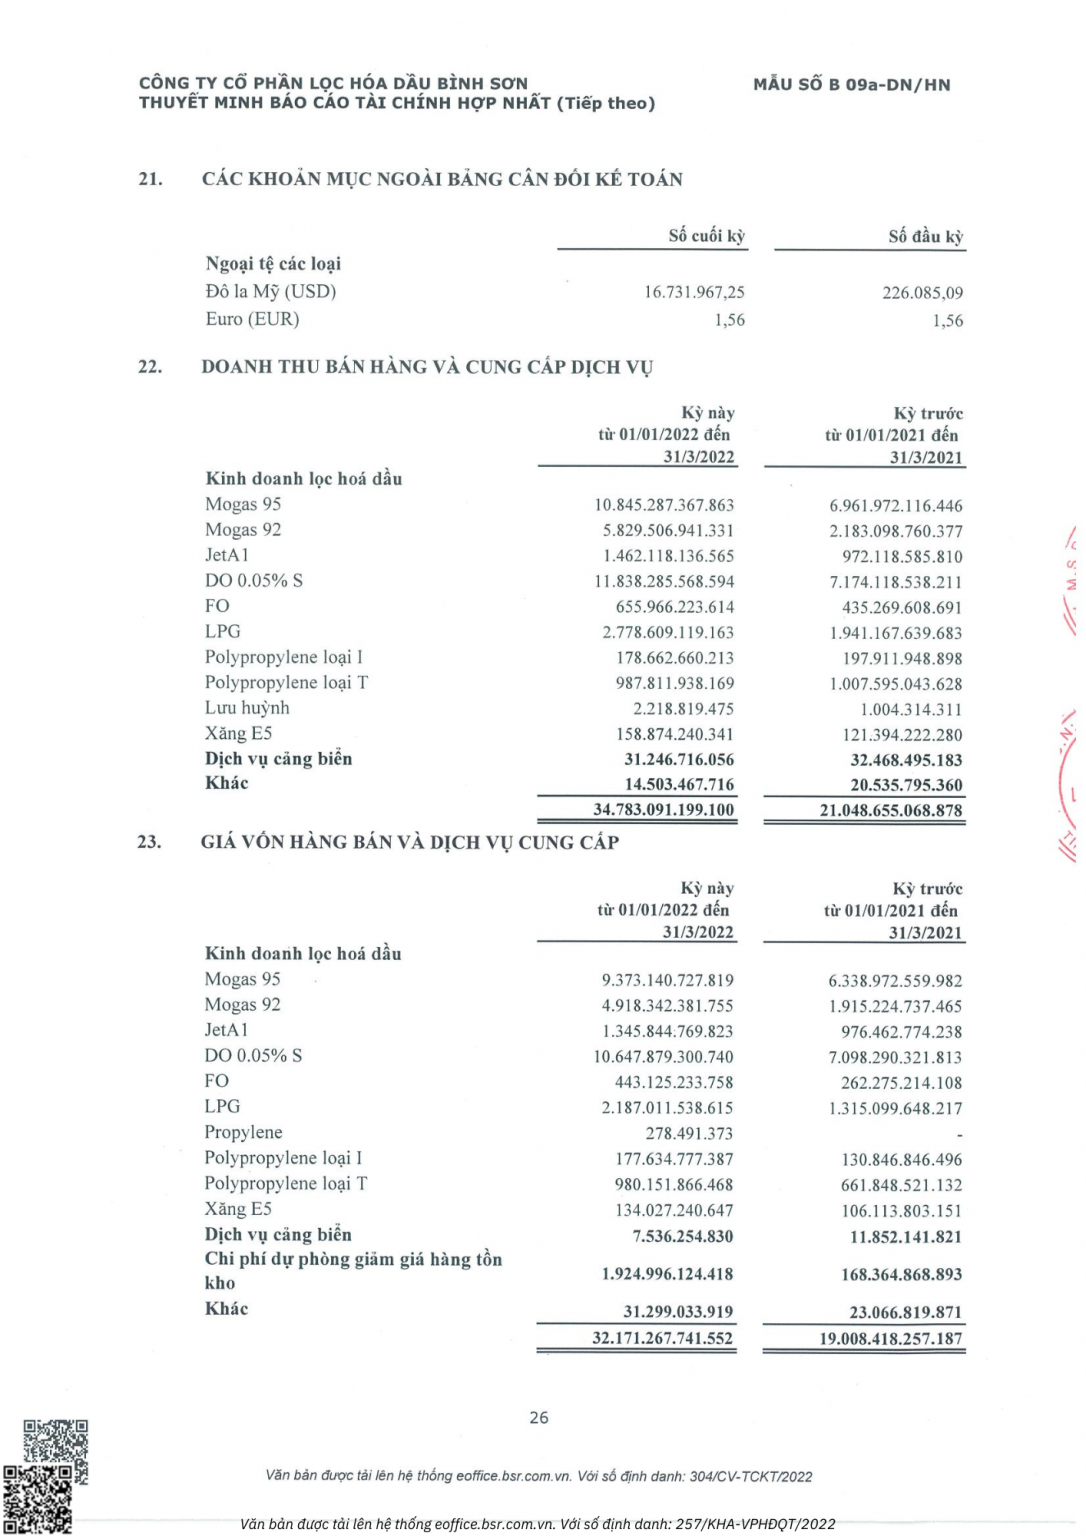 CÔNG TY CỔ PHẦN LỌC HÓA DẦU BÌNH SƠN MẪU SỐ B 09a-DN/HN
THUYẾT MINH BÁO CÁO TÀI CHÍNH HỢP NHẤT (Tiếp theo)
21. CÁC KHOẢN MỤC NGOÀI BẢNG CÂN ĐỐI KẾ TOÁN
Số cuối kỳ Số đầu kỳ
Ngoại tệ các loại
Đô la Mỹ (USD) 16.731.967,25 226.085,09
Euro (EUR) 1,56 1,56
22. DOANH THU BÁN HÀNG VÀ CUNG CẤP DỊCH VỤ
Kỳ này Kỳ trước
từ 01/01/2022 đến từ 01/01/2021 đến
31/3/2022 31/3/2021
Kinh doanh lọc hoá dầu
Mogas 95 10.845.287.367.863 6.961.972.116.446
Mogas 92 5.829.506.941.331 2.183.098.760.377
JetA1 1.462.118.136.565 972.118.585.810
DO 0.05% S 11.838.285.568.594 7.174.118.538.211
FO 655.966.223.614 435.269.608.691
LPG 2.778.609.119.163 1.941.167.639.683
Polypropylene loại I 178.662.660.213 197.911.948.898
Polypropylene loại T 987.811.938.169 1.007.595.043.628
Lưu huỳnh 2.218.819.475 1.004.314.311
Xăng E5 158.874.240.341 121.394.222.280
Dịch vụ cảng biển 31.246.716.056 32.468.495.183
Khác 14.503.467.716 20.535.795.360
34.783.091.199.100 21.048.655.068.878
23. GIÁ VỐN HÀNG BÁN VÀ DỊCH VỤ CUNG CẤP
Kỳ này Kỳ trước
từ 01/01/2022 đến từ 01/01/2021 đến
31/3/2022 31/3/2021
Kinh doanh lọc hoá dầu
Mogas 95 9.373.140.727.819 6.338.972.559.982
Mogas 92 4.918.342.381.755 1.915.224.737.465
JetA1 1.345.844.769.823 976.462.774.238
DO 0.05% S 10.647.879.300.740 7.098.290.321.813
FO 443.125.233.758 262.275.214.108
LPG 2.187.011.538.615 1.315.099.648.217
Propylene 278.491.373 -
Polypropylene loại I 177.634.777.387 130.846.846.496
Polypropylene loại T 980.151.866.468 661.848.521.132
Xăng E5 134.027.240.647 106.113.803.151
Dịch vụ cảng biển 7.536.254.830 11.852.141.821
Chi phí dự phòng giảm giá hàng tồn
kho 1.924.996.124.418 168.364.868.893
Khác 31.299.033.919 23.066.819.871
32.171.267.741.552 19.008.418.257.187
26
Văn bản được tải lên hệ thống eoffice.bsr.com.vn. Với số định danh: 304/CV-TCKT/2022
Văn bản được tải lên hệ thống eoffice.bsr.com.vn. Với số định danh: 257/KHA-VPHĐQT/2022